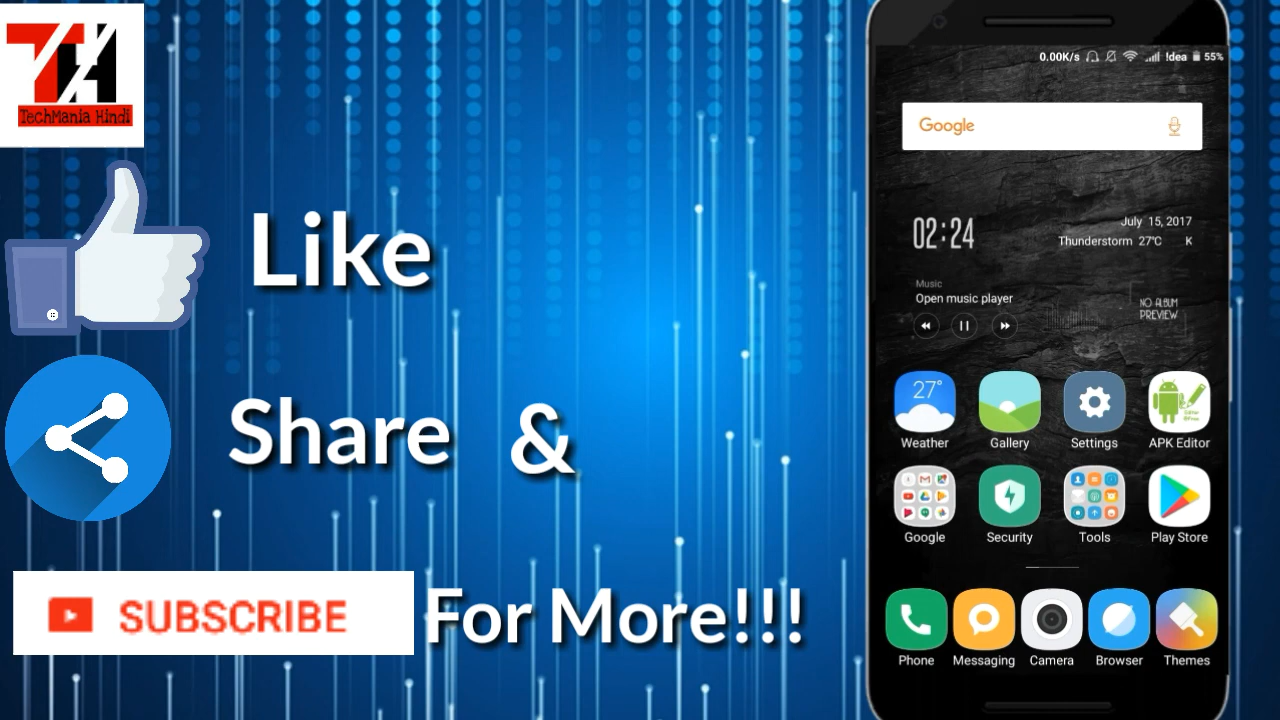 TechMania Hindi
Like
Share &
SUBSCRIBE For More!!!
0.00K/s !dea 55%
Google
02:24
July 15, 2017
Thunderstorm 27°C K
Music
Open music player
NO ALBUM
PREVIEW
27°
Weather Gallery Settings APK Editor
Google Security Tools Play Store
Phone Messaging Camera Browser Themes